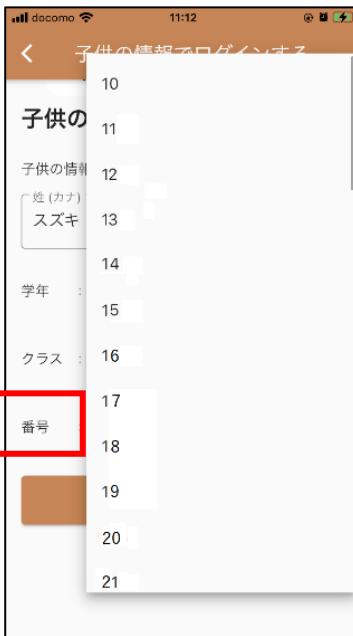 docomo 11:12
子供の情報でログインする
子供の
子供の情報
姓 (カナ)
スズキ
学年 :
クラス :
番号 :
10
11
12
13
14
15
16
17
18
19
20
21